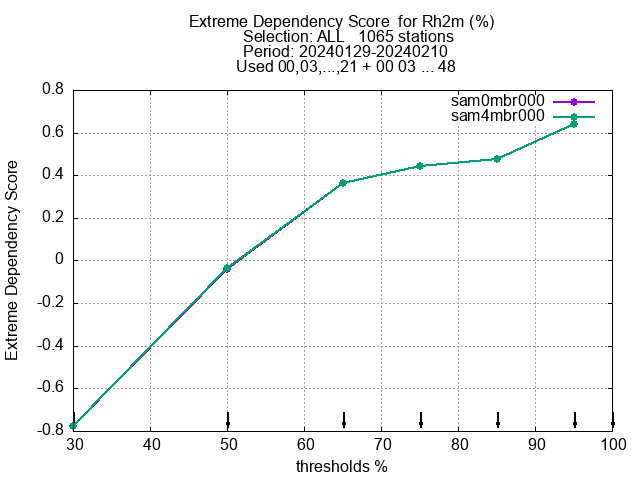 Extreme Dependency Score  for Rh2m (%)
Selection: ALL   1065 stations
Period: 20240129-20240210
Used 00,03,...,21 + 00 03 ... 48
sam0mbr000
sam4mbr000
0.8
0.6
0.4
0.2
0
-0.2
-0.4
-0.6
-0.8
Extreme Dependency Score
30 40 50 60 70 80 90 100
thresholds %